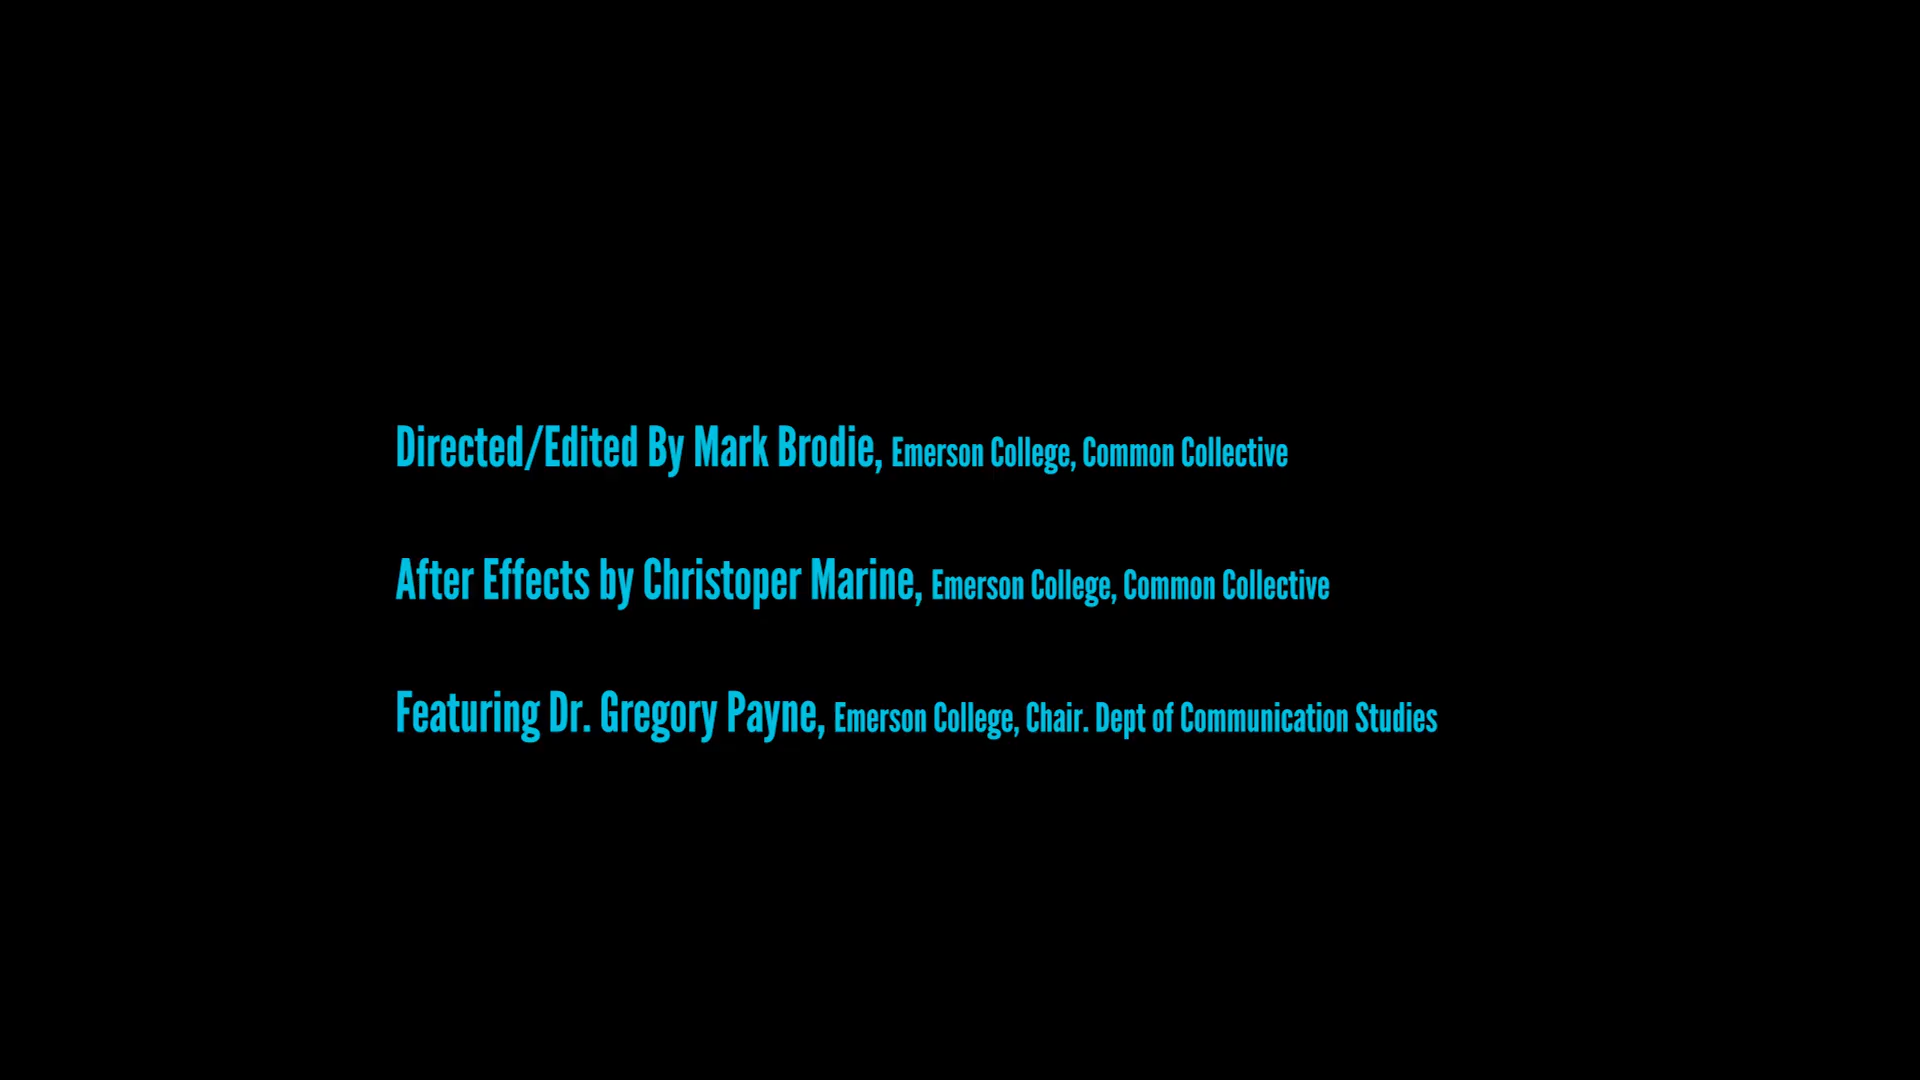 Directed/Edited By Mark Brodie, Emerson College, Common Collective
After Effects by Christoper Marine, Emerson College, Common Collective
Featuring Dr. Gregory Payne, Emerson College, Chair. Dept of Communication Studies